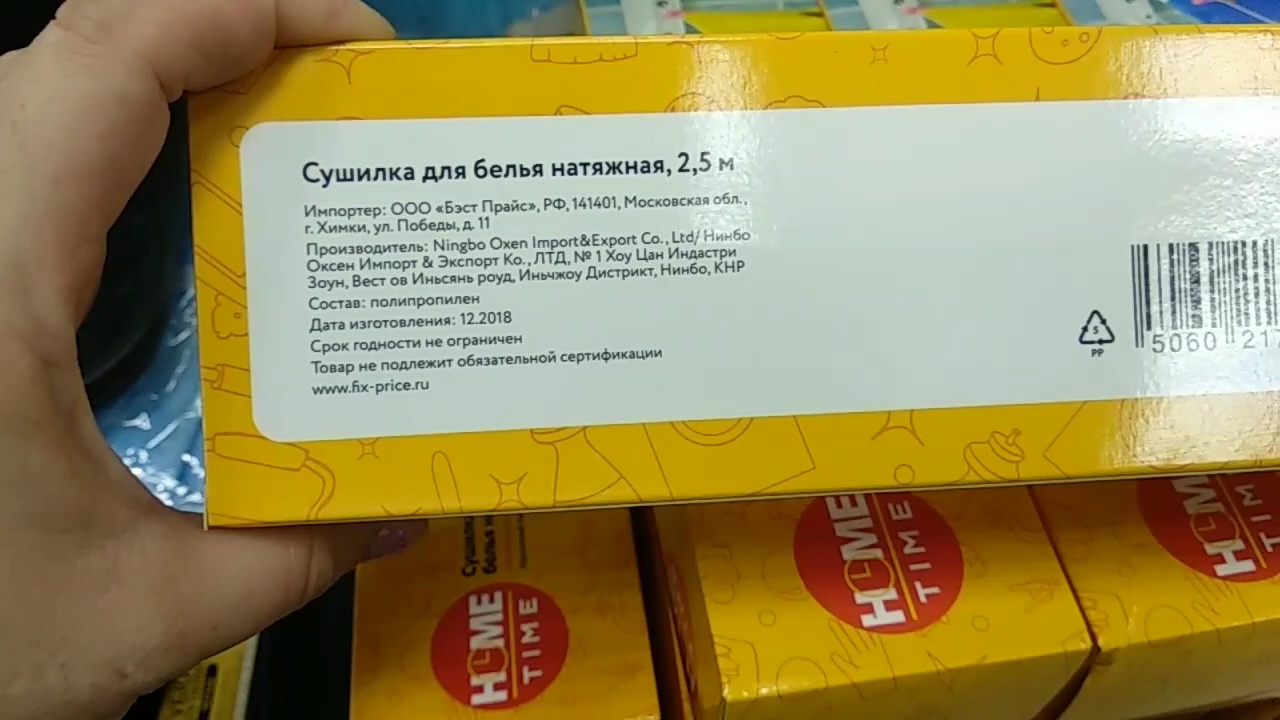 Сушилка для белья натяжная, 2,5 м
Импортер: ООО «Бэст Прайс», РФ, 141401, Московская обл.,
г. Химки, ул. Победы, д. 11
Производитель: Ningbo Oxen Import&Export Co., Ltd/ Нинбо
Оксен Импорт & Экспорт Ко., ЛТД, № 1 Хоу Цан Индастри
Зоун, Вест ов Иньсянь роуд, Иньчжоу Дистрикт, Нинбо, КНР
Состав: полипропилен
Дата изготовления: 12.2018
Срок годности не ограничен
Товар не подлежит обязательной сертификации
www.fix-price.ru
5
PP
5060 217
Сушилка
белья
HOME
TIME
HOME
TIME
HOME
TIME